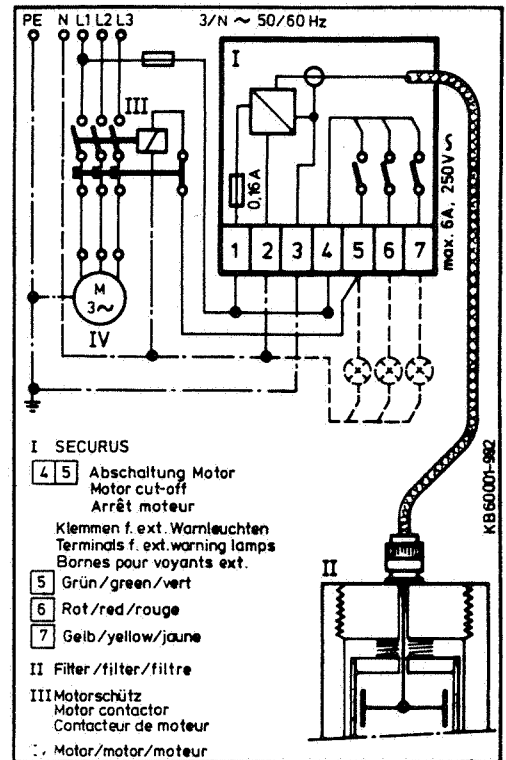 PE N L1 L2 L3 3/N ~ 50/60 Hz
I
III
0,16A
max. 6A, 250V~
1 2 3 4 5 6 7
M
3~
IV
I SECURUS
4 5 Abschaltung Motor
Motor cut-off
Arrêt moteur
Klemmen f. ext. Warnleuchten
Terminals f. ext. warning lamps
Bornes pour voyants ext.
5 Grün/green/vert
6 Rot/red/rouge
7 Gelb/yellow/jaune
II Filter/filter/filtre
III Motorschütz
Motor contactor
Contacteur de moteur
Motor/motor/moteur
II
KB60001-982